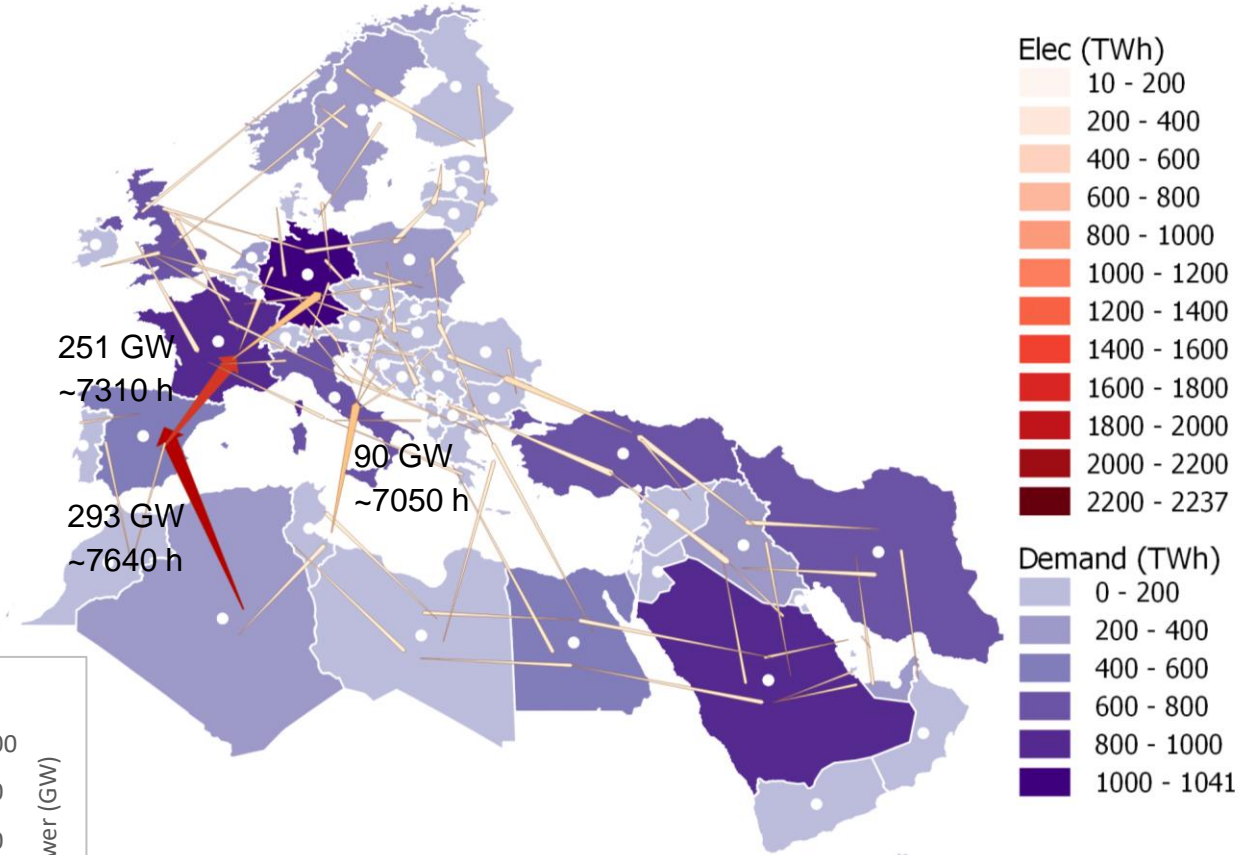 Elec (TWh)
10 - 200
200 - 400
400 - 600
600 - 800
800 - 1000
1000 - 1200
1200 - 1400
1400 - 1600
1600 - 1800
1800 - 2000
2000 - 2200
2200 - 2237
Demand (TWh)
0 - 200
200 - 400
400 - 600
600 - 800
800 - 1000
1000 - 1041
251 GW
~7310 h
90 GW
~7050 h
293 GW
~7640 h
(GW)